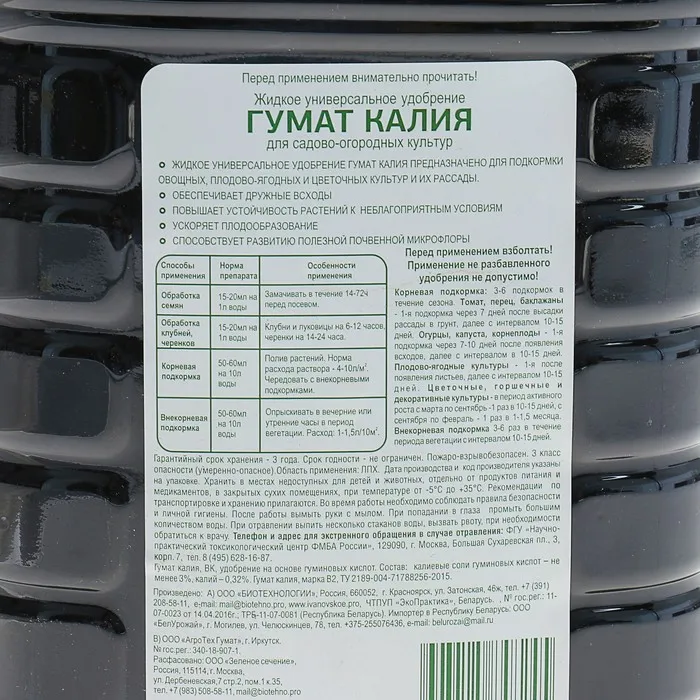 Перед применением внимательно прочитать!
Жидкое универсальное удобрение
ГУМАТ КАЛИЯ
для садово-огородных культур
● ЖИДКОЕ УНИВЕРСАЛЬНОЕ УДОБРЕНИЕ ГУМАТ КАЛИЯ ПРЕДНАЗНАЧЕНО ДЛЯ ПОДКОРМКИ
ОВОЩНЫХ, ПЛОДОВО-ЯГОДНЫХ И ЦВЕТОЧНЫХ КУЛЬТУР И ИХ РАССАДЫ.
● ОБЕСПЕЧИВАЕТ ДРУЖНЫЕ ВСХОДЫ
● ПОВЫШАЕТ УСТОЙЧИВОСТЬ РАСТЕНИЙ К НЕБЛАГОПРИЯТНЫМ УСЛОВИЯМ
● УСКОРЯЕТ ПЛОДООБРАЗОВАНИЕ
● СПОСОБСТВУЕТ РАЗВИТИЮ ПОЛЕЗНОЙ ПОЧВЕННОЙ МИКРОФЛОРЫ
Способы применения
Норма препарата
Особенности применения
Обработка семян
15-20мл на 1л воды
Замачивать в течение 14-72ч
перед посевом.
Обработка клубней, черенков
15-20мл на 1л воды
Клубни и луковицы на 6-12 часов,
черенки на 14-24 часа.
Корневая подкормка
50-60мл на 10л воды
Полив растений. Норма
расхода раствора - 4-10л/м².
Чередовать с внекорневыми
подкормками.
Внекорневая подкормка
50-60мл на 10л воды
Опрыскивать в вечерние или
утренние часы в период
вегетации. Расход: 1-1,5л/10м².
Перед применением взболтать!
Применение не разбавленного
удобрения не допустимо!
Корневая подкормка: 3-6 подкормок в
течение сезона. Томат, перец, баклажаны
- 1-я подкормка через 7 дней после высадки
рассады в грунт, далее с интервалом 10-15
дней. Огурцы, капуста, корнеплоды - 1-я
подкормка через 7-10 дней после появления
всходов, далее с интервалом в 10-15 дней.
Плодово-ягодные культуры - 1-я после
появления листьев, далее с интервалом 10-15
дней. Цветочные, горшечные и
декоративные культуры - в период активного
роста с марта по сентябрь -1 раз в 10-15 дней, с
сентября по февраль - 1 раз в 1-1,5 месяца.
Внекорневая подкормка 3-6 раз в течение
периода вегетации с интервалом 10-15 дней.
Гарантийный срок хранения - 3 года. Срок годности - не ограничен. Пожаро-взрывобезопасен. 3 класс
опасности (умеренно-опасное).Область применения: ЛПХ. Дата производства и код производителя указаны
на упаковке. Хранить в местах недоступных для детей и животных, отдельно от продуктов питания и
медикаментов, в закрытых сухих помещениях, при температуре от -5°С до +35°С. Рекомендации по
транспортировке и хранению прилагаются. Во время работы необходимо соблюдать правила безопасности
и личной гигиены. После работы вымыть руки с мылом. При попадании в глаза промыть большим
количеством воды. При отравлении выпить несколько стаканов воды, вызвать рвоту, при необходимости
обратиться к врачу. Телефон и адрес для экстренного обращения в случае отравления: ФГУ «Научно-
практический токсикологический центр ФМБА России», 129090, г. Москва, Большая Сухаревская пл., 3,
корп. 7, тел. 8 (495) 628-16-87.
Гумат калия, ВК, удобрение на основе гуминовых кислот. Состав: калиевые соли гуминовых кислот — не
менее 3%, калий - 0,32%. Гумат калия, марка В2, ТУ 2189-004-71788256-2015.
Произведено: А) ООО «БИОТЕХНОЛОГИИ», Россия, 660052, г. Красноярск, ул. Затонская, 46ж, тел. +7 (391)
208-58-11, e-mail: mail@biotehno.pro, www.ivanovskoe.pro, ЧТПУП «ЭкоПрактика», Беларусь. . N° гос.рег.: 11-
07-0023 от 14.04.2016г., ТРБ-11-07-0081 (Республика Беларусь). Импортер в Республику Беларусь: ООО
«БелУрожай», г. Могилев, ул. Челюскинцев, 78, тел. +375-255076436, e-mail: belurozai@mail.ru
В) ООО «АгроТех Гумат», г. Иркутск.
№ гос.рег.: 340-18-907-1.
Расфасовано: ООО «Зеленое сечение»,
Россия, 115114, г. Москва,
ул. Дербеневская,7 стр.2, пом.1 к.35,
тел. +7 (983) 508-58-11, mail@biotehno.pro